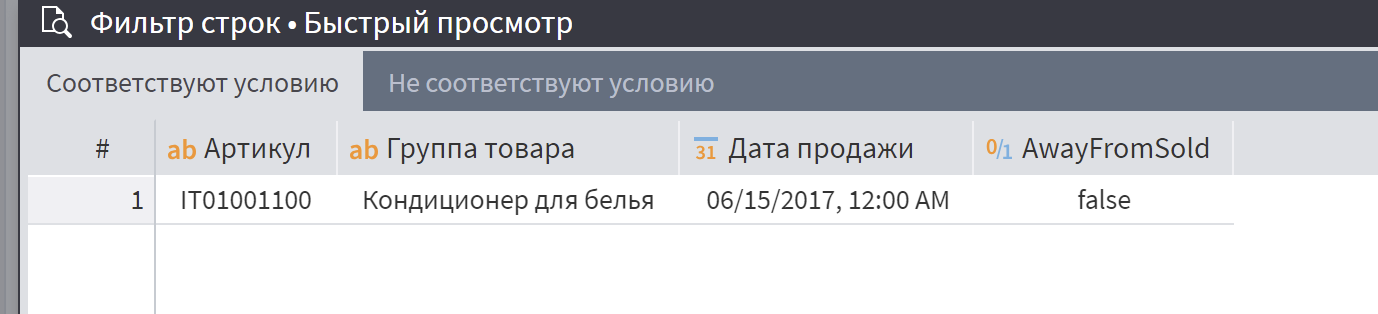 Фильтр строк • Быстрый просмотр
Соответствуют условию Не соответствуют условию
# ab Артикул ab Группа товара 31 Дата продажи 0/1 AwayFromSold
1 IT01001100 Кондиционер для белья 06/15/2017, 12:00 AM false